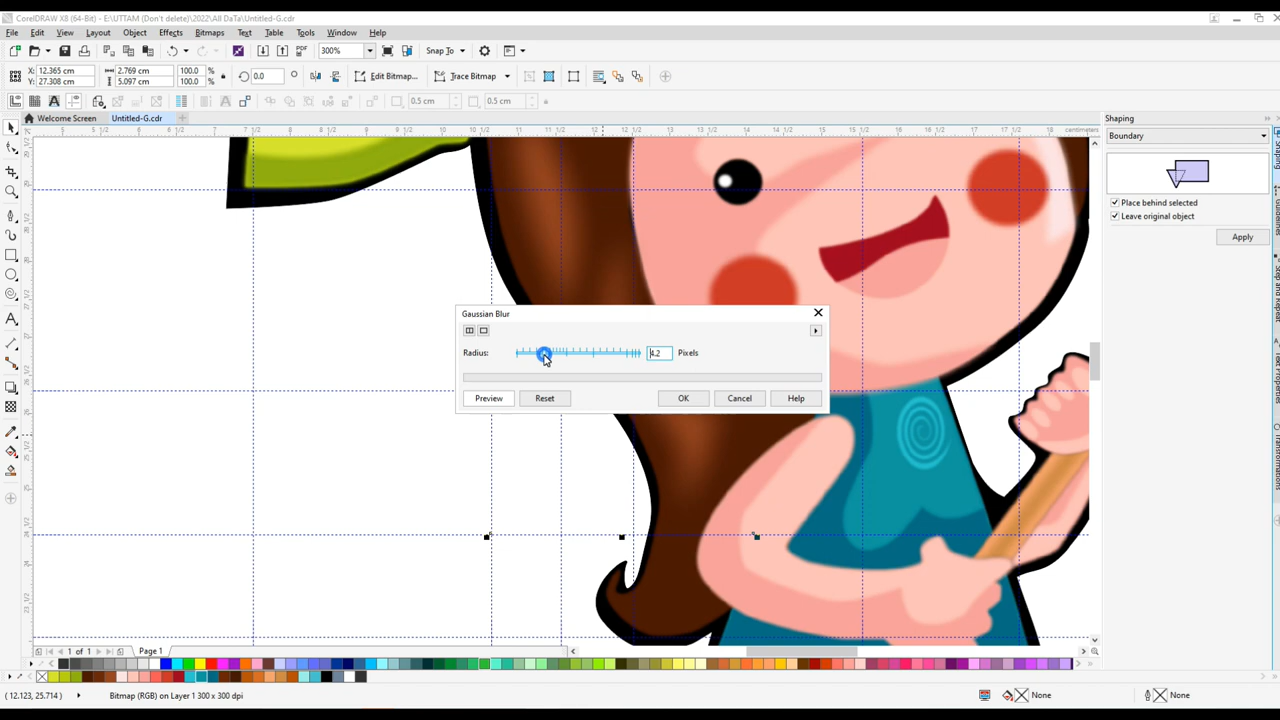 CorelDRAW X8 (64-Bit) - E:\UTTAM (Don't delete)\2022\All DaTa\Untitled-G.cdr
File Edit View Layout Object Effects Bitmaps Text Table Tools Window Help
300% Snap To
X: 12.365 cm 2.769 cm 100.0 % 0.0 Edit Bitmap... Trace Bitmap
Y: 27.308 cm 5.097 cm 100.0 %
0.5 cm 0.5 cm
Welcome Screen Untitled-G.cdr
centimeters
Shaping
Boundary
Place behind selected
Leave original object
Apply
Gaussian Blur
Radius: 4.2 Pixels
Preview Reset OK Cancel Help
1 of 1 Page 1
( 12.123, 25.714 ) Bitmap (RGB) on Layer 1 300 x 300 dpi None None